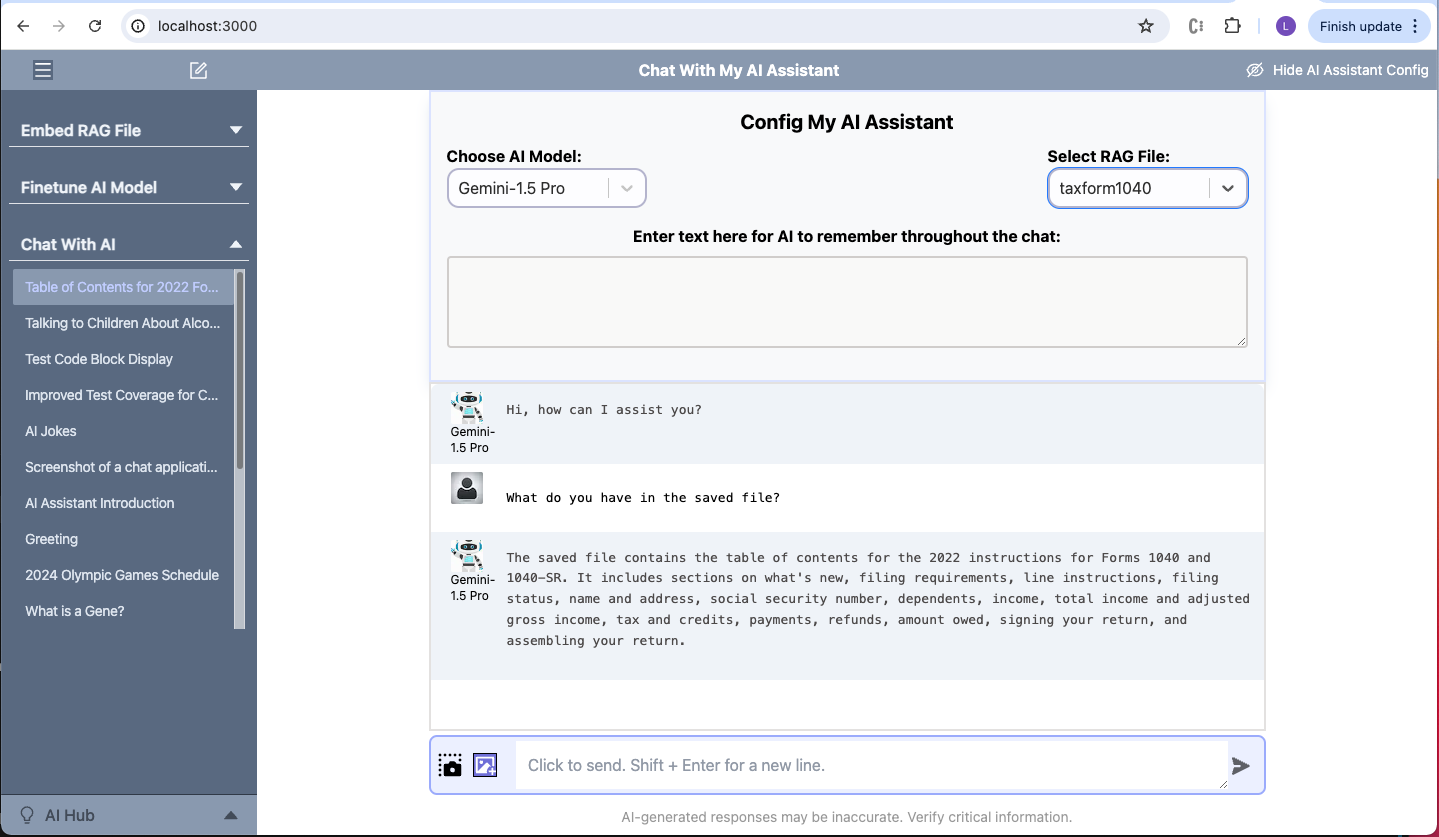 localhost:3000
L
Finish update
Chat With My AI Assistant
Hide AI Assistant Config
Embed RAG File
Finetune AI Model
Chat With AI
Table of Contents for 2022 Fo...
Talking to Children About Alco...
Test Code Block Display
Improved Test Coverage for C...
AI Jokes
Screenshot of a chat applicati...
AI Assistant Introduction
Greeting
2024 Olympic Games Schedule
What is a Gene?
AI Hub
Config My AI Assistant
Choose AI Model:
Select RAG File:
Gemini-1.5 Pro
taxform1040
Enter text here for AI to remember throughout the chat:
Hi, how can I assist you?
Gemini-
1.5 Pro
What do you have in the saved file?
The saved file contains the table of contents for the 2022 instructions for Forms 1040 and
1040-SR. It includes sections on what's new, filing requirements, line instructions, filing
status, name and address, social security number, dependents, income, total income and adjusted
gross income, tax and credits, payments, refunds, amount owed, signing your return, and
assembling your return.
Gemini-
1.5 Pro
Click to send. Shift + Enter for a new line.
AI-generated responses may be inaccurate. Verify critical information.